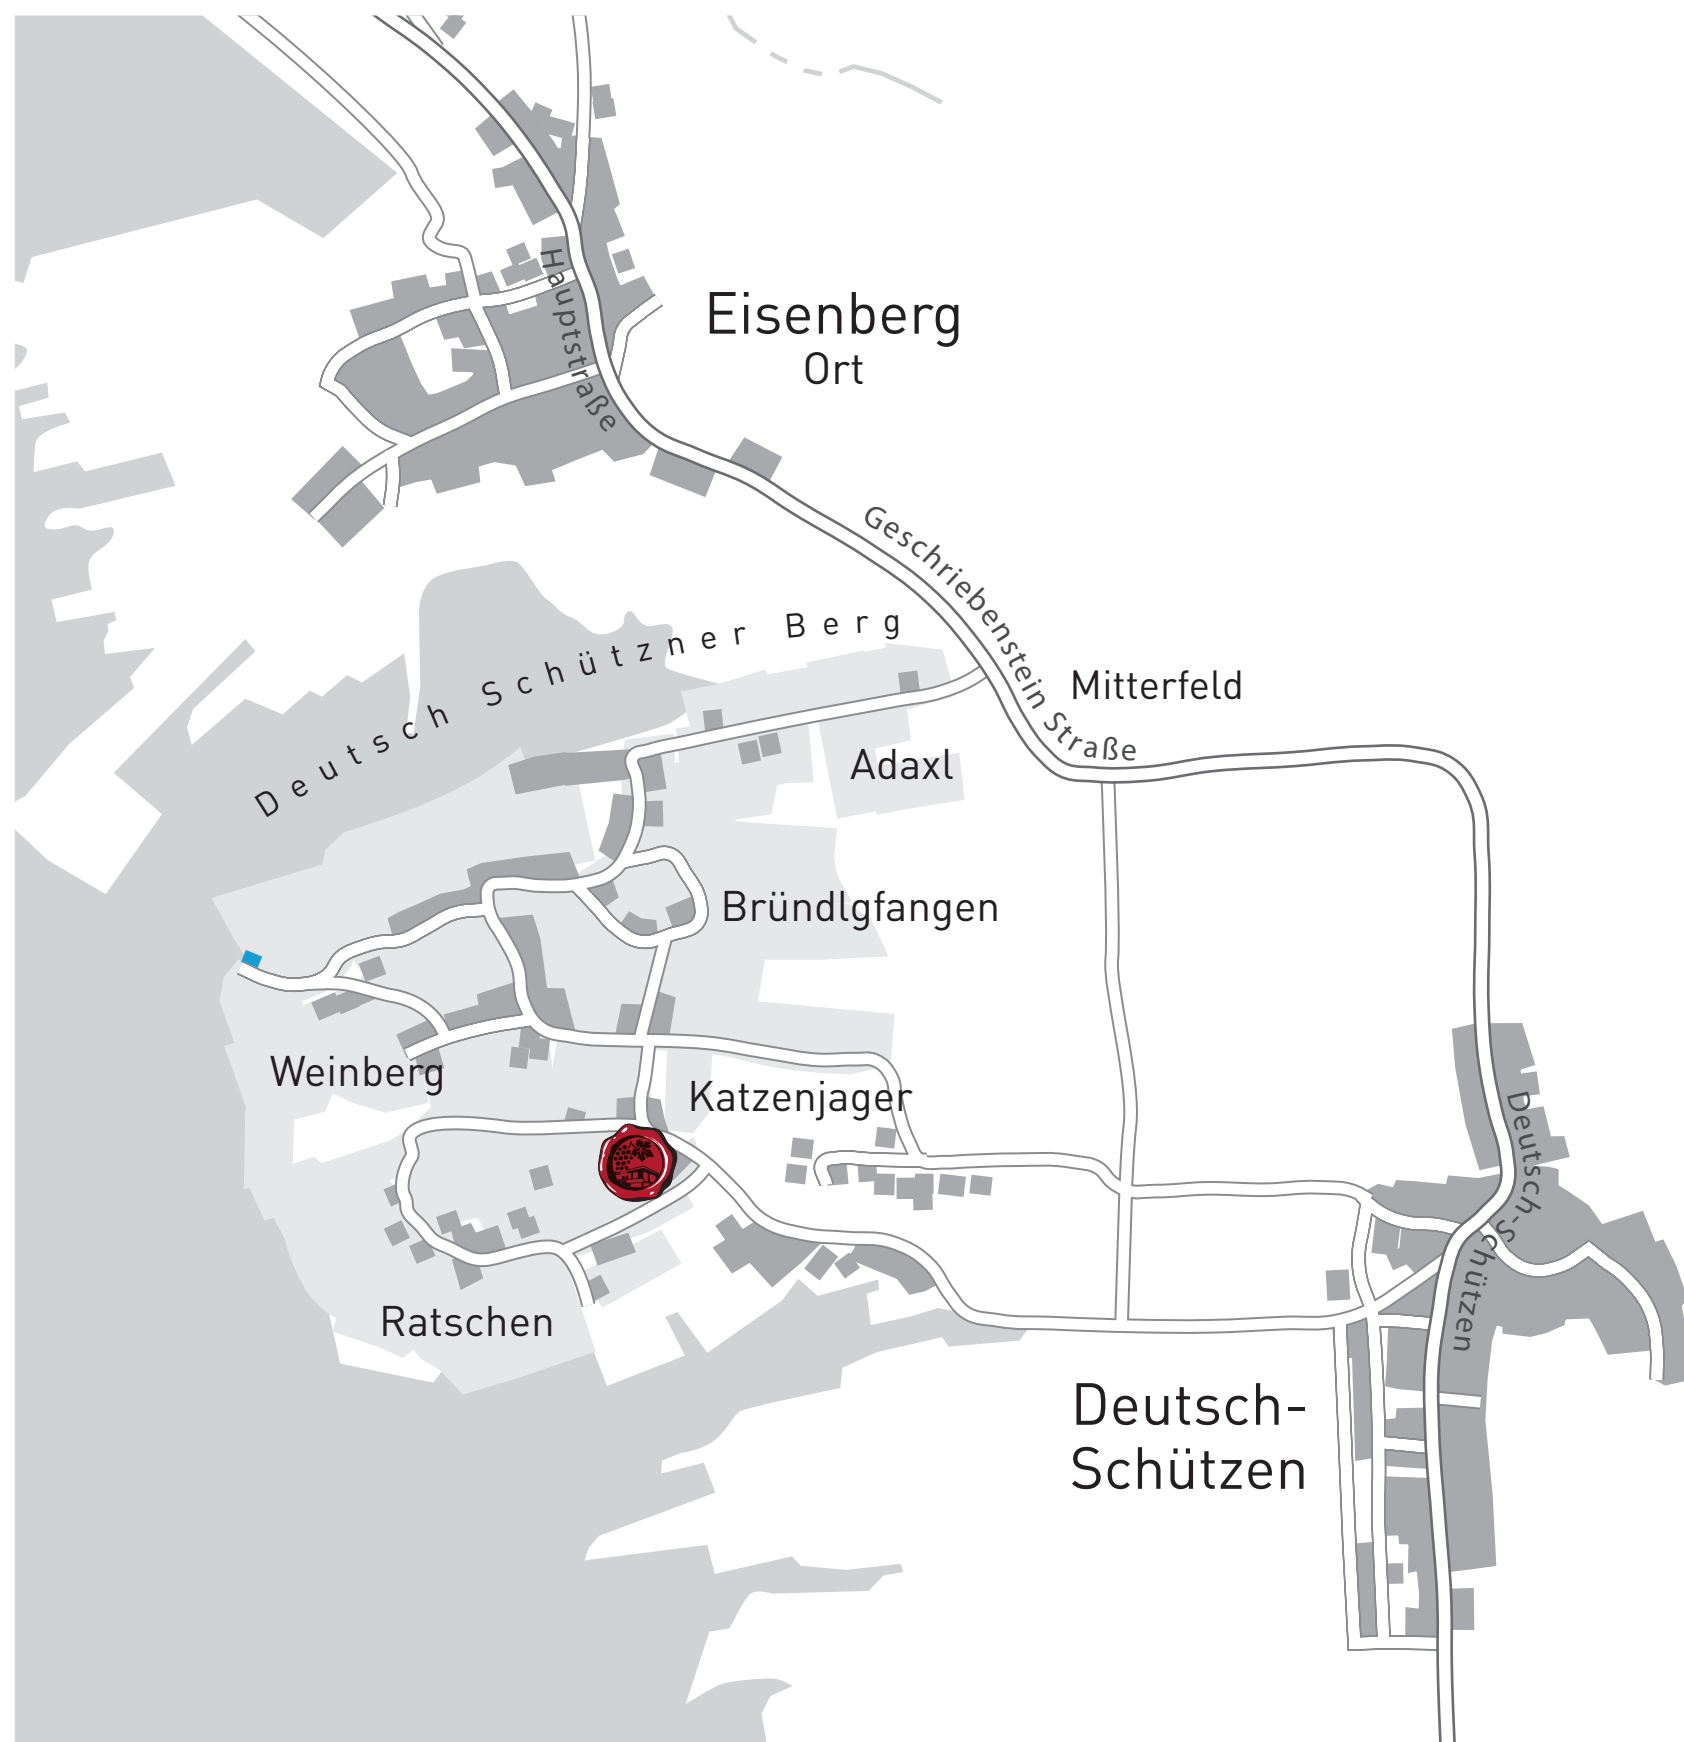 Hauptstraße
Eisenberg
Ort
Geschriebenstein Straße
Deutsch Schützner Berg
Mitterfeld
Adaxl
Bründlgfangen
Weinberg
Katzenjager
Deutsch-Schützen
Ratschen
Deutsch-
Schützen